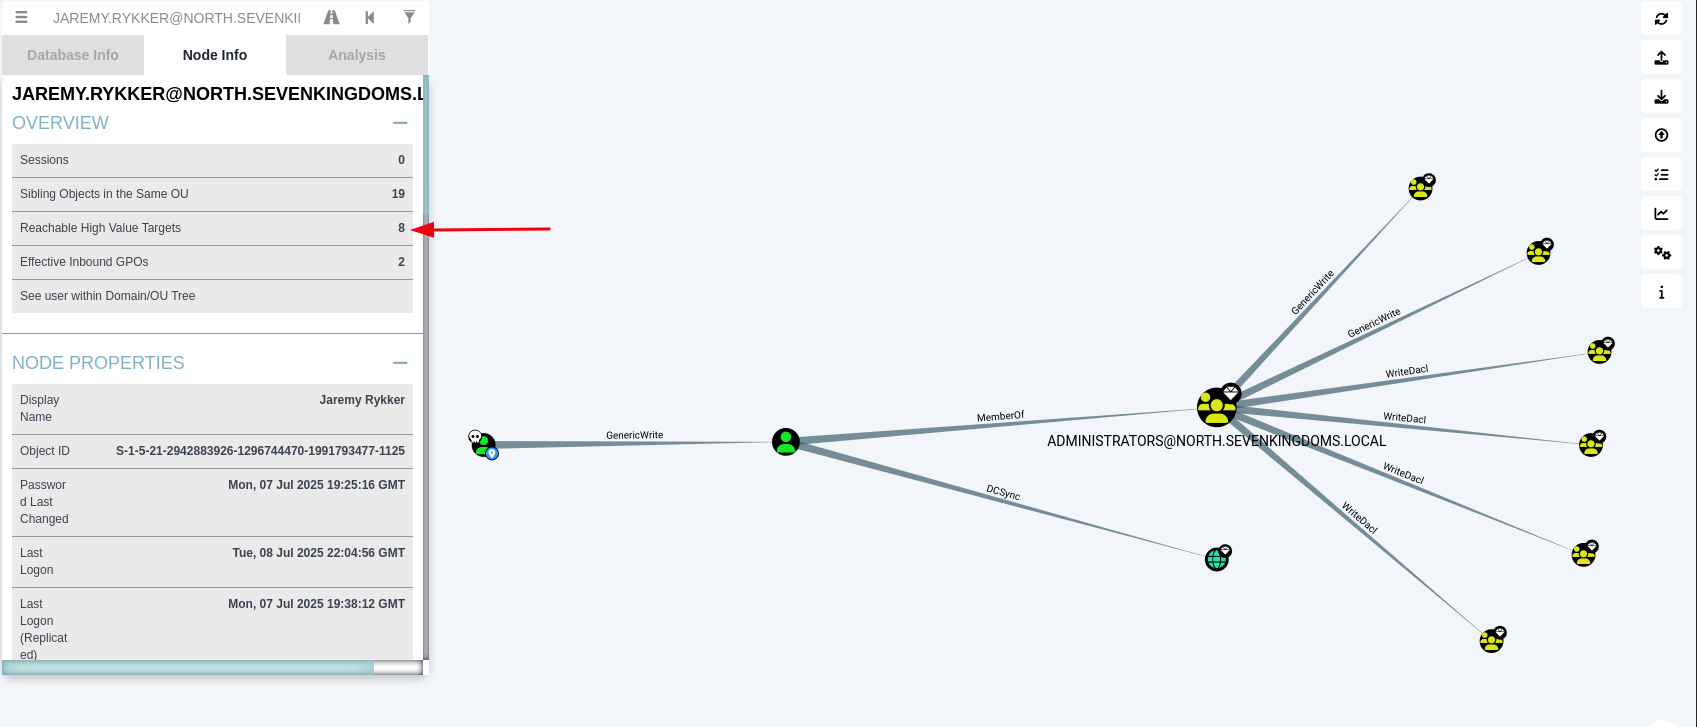 JAREMY.RYKKER@NORTH.SEVENKII
Database Info
Node Info
Analysis
JAREMY.RYKKER@NORTH.SEVENKINGDOMS.L
OVERVIEW
Sessions 0
Sibling Objects in the Same OU 19
Reachable High Value Targets 8
Effective Inbound GPOs 2
See user within Domain/OU Tree
NODE PROPERTIES
Display Jaremy Rykker
Name
Object ID S-1-5-21-2942883926-1296744470-1991793477-1125
Passwor Mon, 07 Jul 2025 19:25:16 GMT
d Last
Changed
Last Tue, 08 Jul 2025 22:04:56 GMT
Logon
Last Mon, 07 Jul 2025 19:38:12 GMT
Logon
(Replicat
ed)
GenericWrite
GenericWrite
WriteDacl
MemberOf
WriteDacl
GenericWrite
ADMINISTRATORS@NORTH.SEVENKINGDOMS.LOCAL
WriteDacl
DCSync
WriteDacl